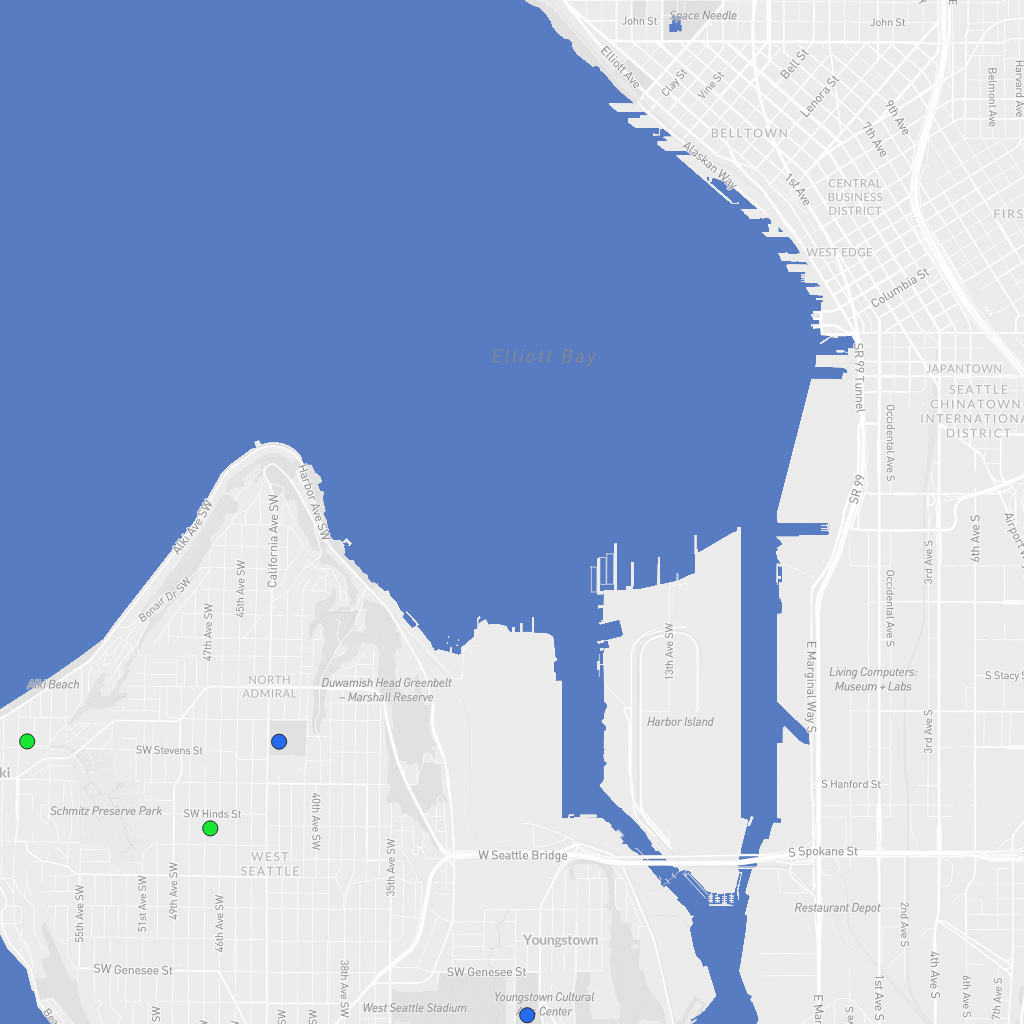 Space Needle
John St
John St
E
Elliott Ave
Clay St
Vine St
Bell St
Lenora St
9th Ave
7th Ave
Belmont Ave
Harvard Ave
BELLTOWN
Alaskan Way
1st Ave
CENTRAL
BUSINESS
DISTRICT
FIRS
WEST EDGE
Columbia St
Elliott Bay
SR 99 Tunnel
JAPANTOWN
SEATTLE
CHINATOWN-
INTERNATIONA
DISTRICT
Occidental Ave S
SR 99
6th Ave S
Airport W
3rd Ave S
Occidental Ave S
Harbor Ave SW
California Ave SW
Alki Ave SW
Bonair Dr SW
45th Ave SW
47th Ave SW
13th Ave SW
E Marginal Way S
Alki Beach
NORTH
ADMIRAL
Duwamish Head Greenbelt
– Marshall Reserve
Living Computers:
Museum + Labs
S Stacy S
Harbor Island
3rd Ave S
SW Stevens St
ki
S Hanford St
Schmitz Preserve Park
SW Hinds St
40th Ave SW
35th Ave SW
WEST
SEATTLE
W Seattle Bridge
S Spokane St
55th Ave SW
51st Ave SW
49th Ave SW
46th Ave SW
Restaurant Depot
2nd Ave S
Youngstown
SW Genesee St
SW Genesee St
38th Ave SW
4th Ave S
6th Ave S
7th Ave S
1st Ave S
West Seattle Stadium
Youngstown Cultural
Center
E Mar
Bea
SW
SW
SW
e S